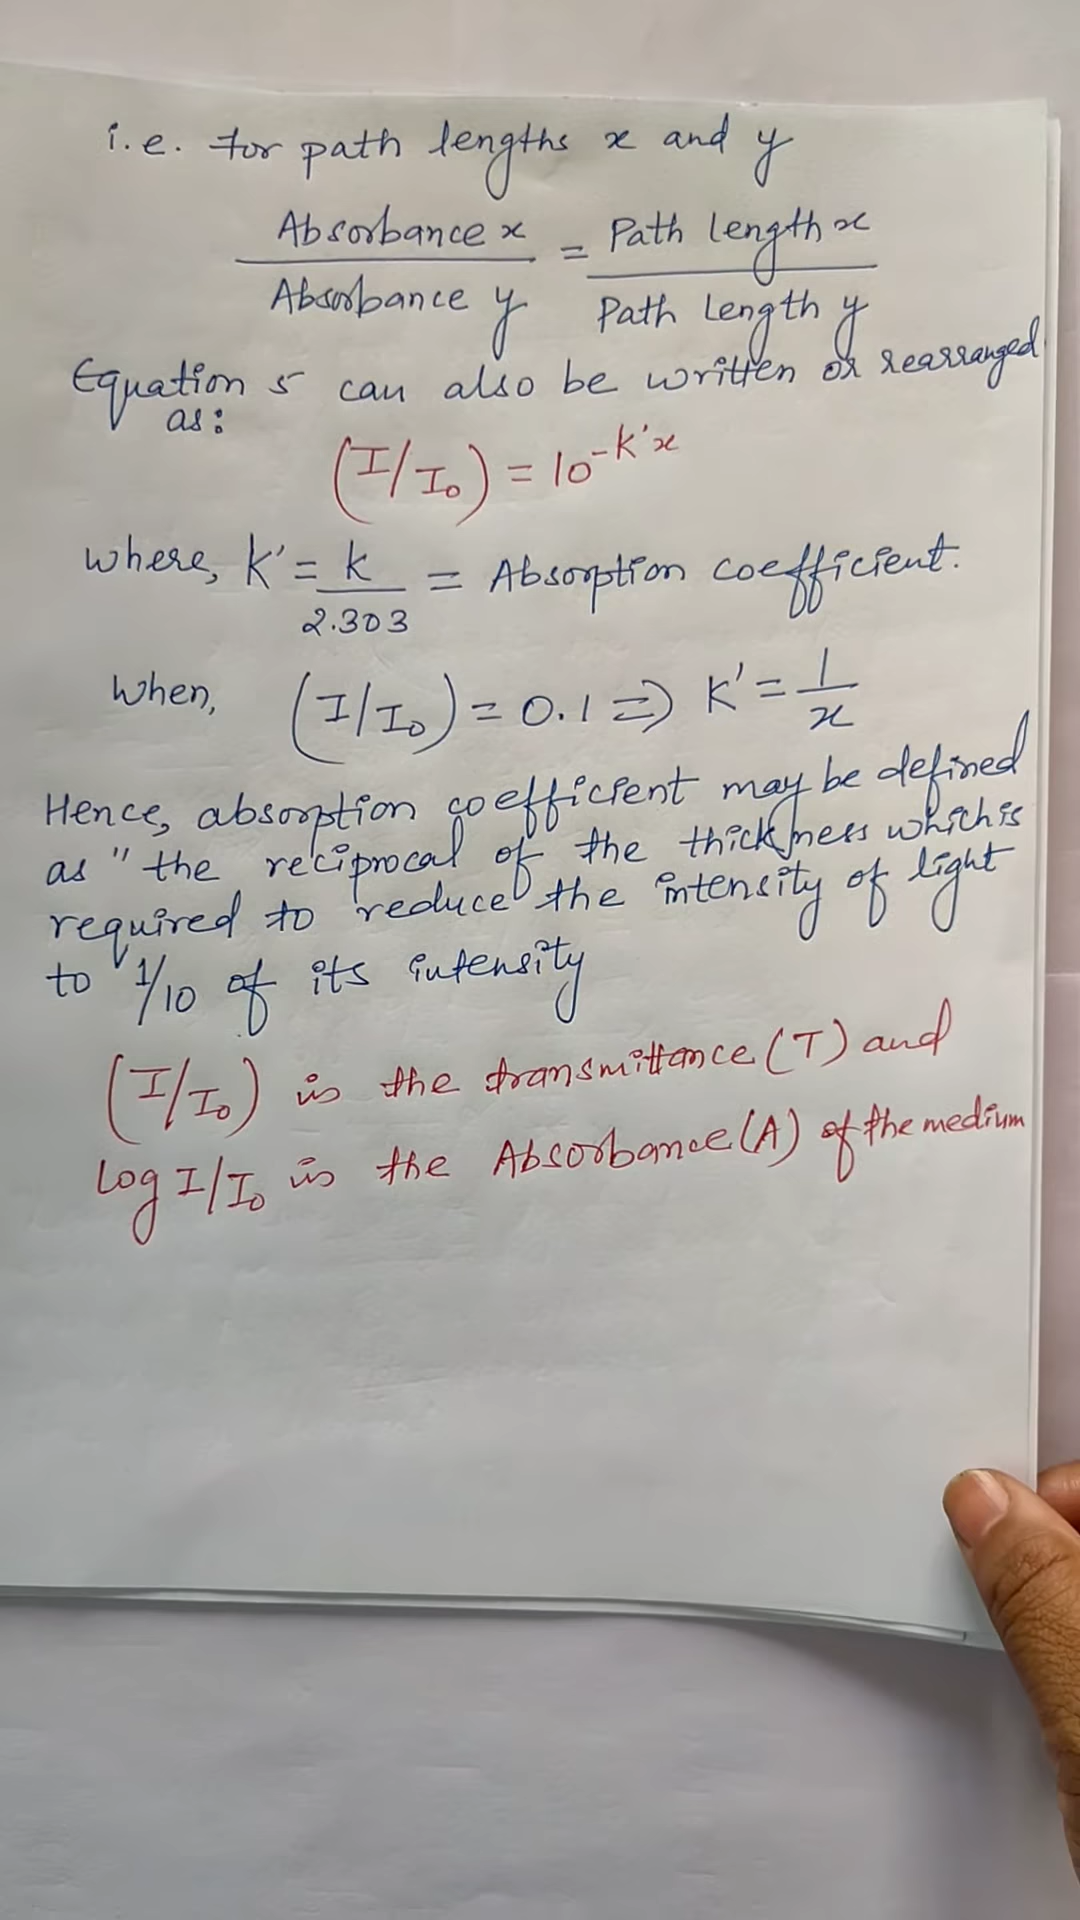 i.e. for path lengths x and y
Absorbance x / Absorbance y = Path length x / Path Length y
Equation 5 can also be written or rearranged
as:
(I/I₀) = 10^-k'x
where, k' = k/2.303 = Absorption coefficient.
When, (I/I₀) = 0.1 => k' = 1/x
Hence, absorption coefficient may be defined
as "the reciprocal of the thickness which is
required to reduce the intensity of light
to 1/10 of its intensity
(I/I₀) is the transmittance (T) and
log I/I₀ is the Absorbance (A) of the medium